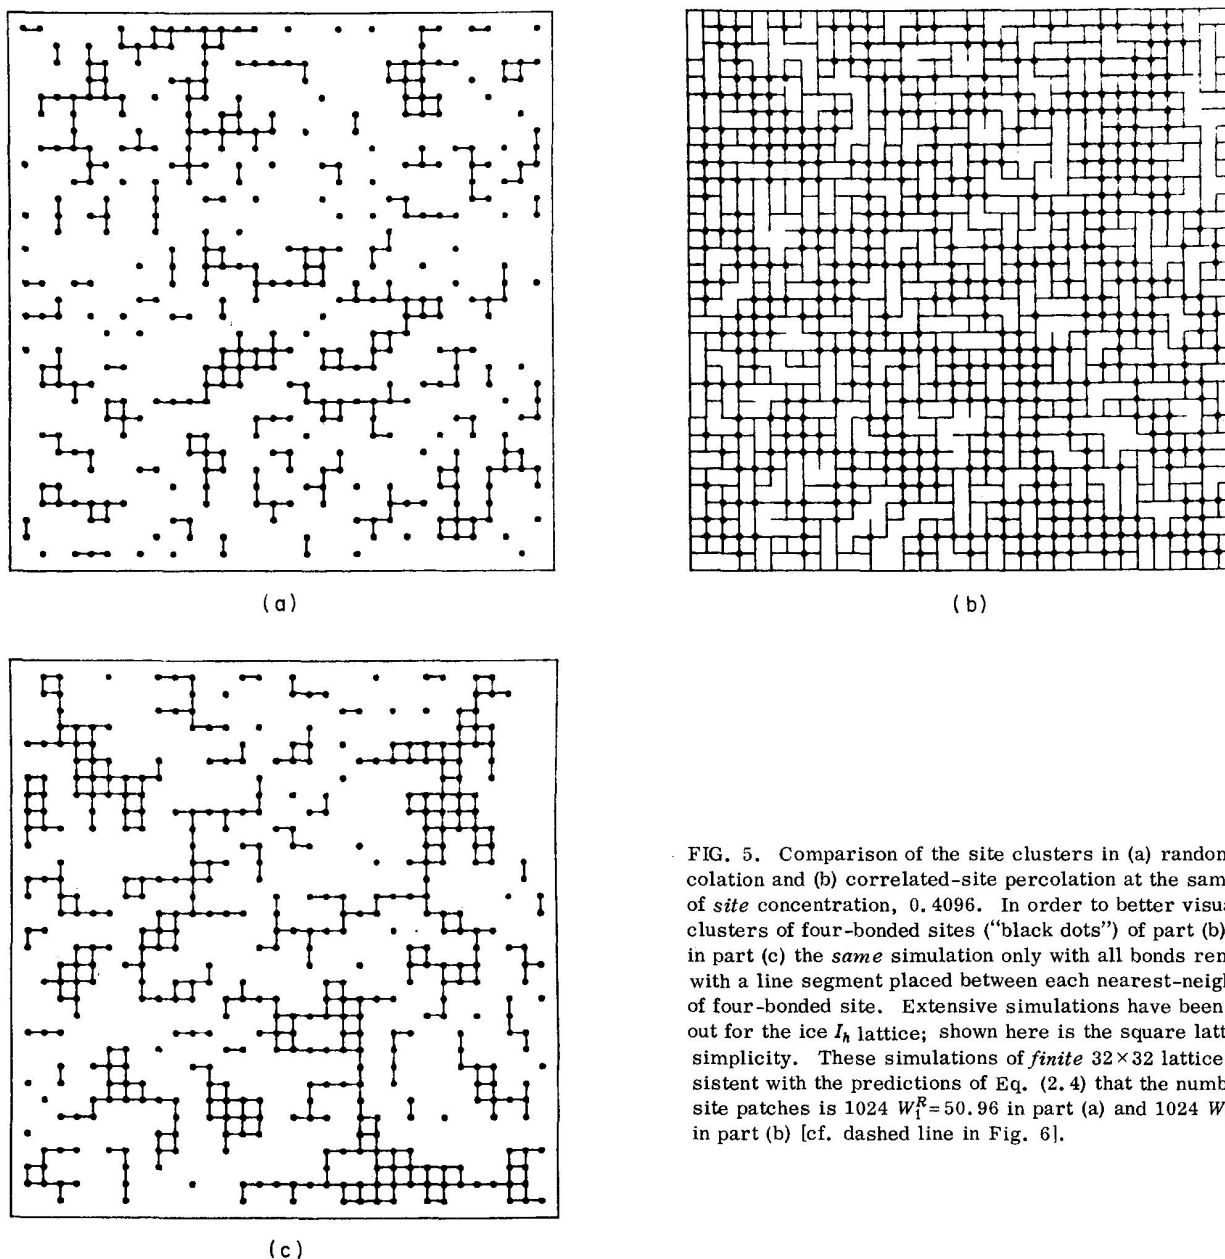 (a)
(b)
(c)
FIG. 5. Comparison of the site clusters in (a) random
colation and (b) correlated-site percolation at the sam
of site concentration, 0.4096. In order to better visu
clusters of four-bonded sites ("black dots") of part (b)
in part (c) the same simulation only with all bonds rem
with a line segment placed between each nearest-neigh
of four-bonded site. Extensive simulations have been
out for the ice I_h lattice; shown here is the square latt
simplicity. These simulations of finite 32×32 lattice
sistent with the predictions of Eq. (2.4) that the numb
site patches is 1024 W_1^R=50.96 in part (a) and 1024 W
in part (b) [cf. dashed line in Fig. 6].